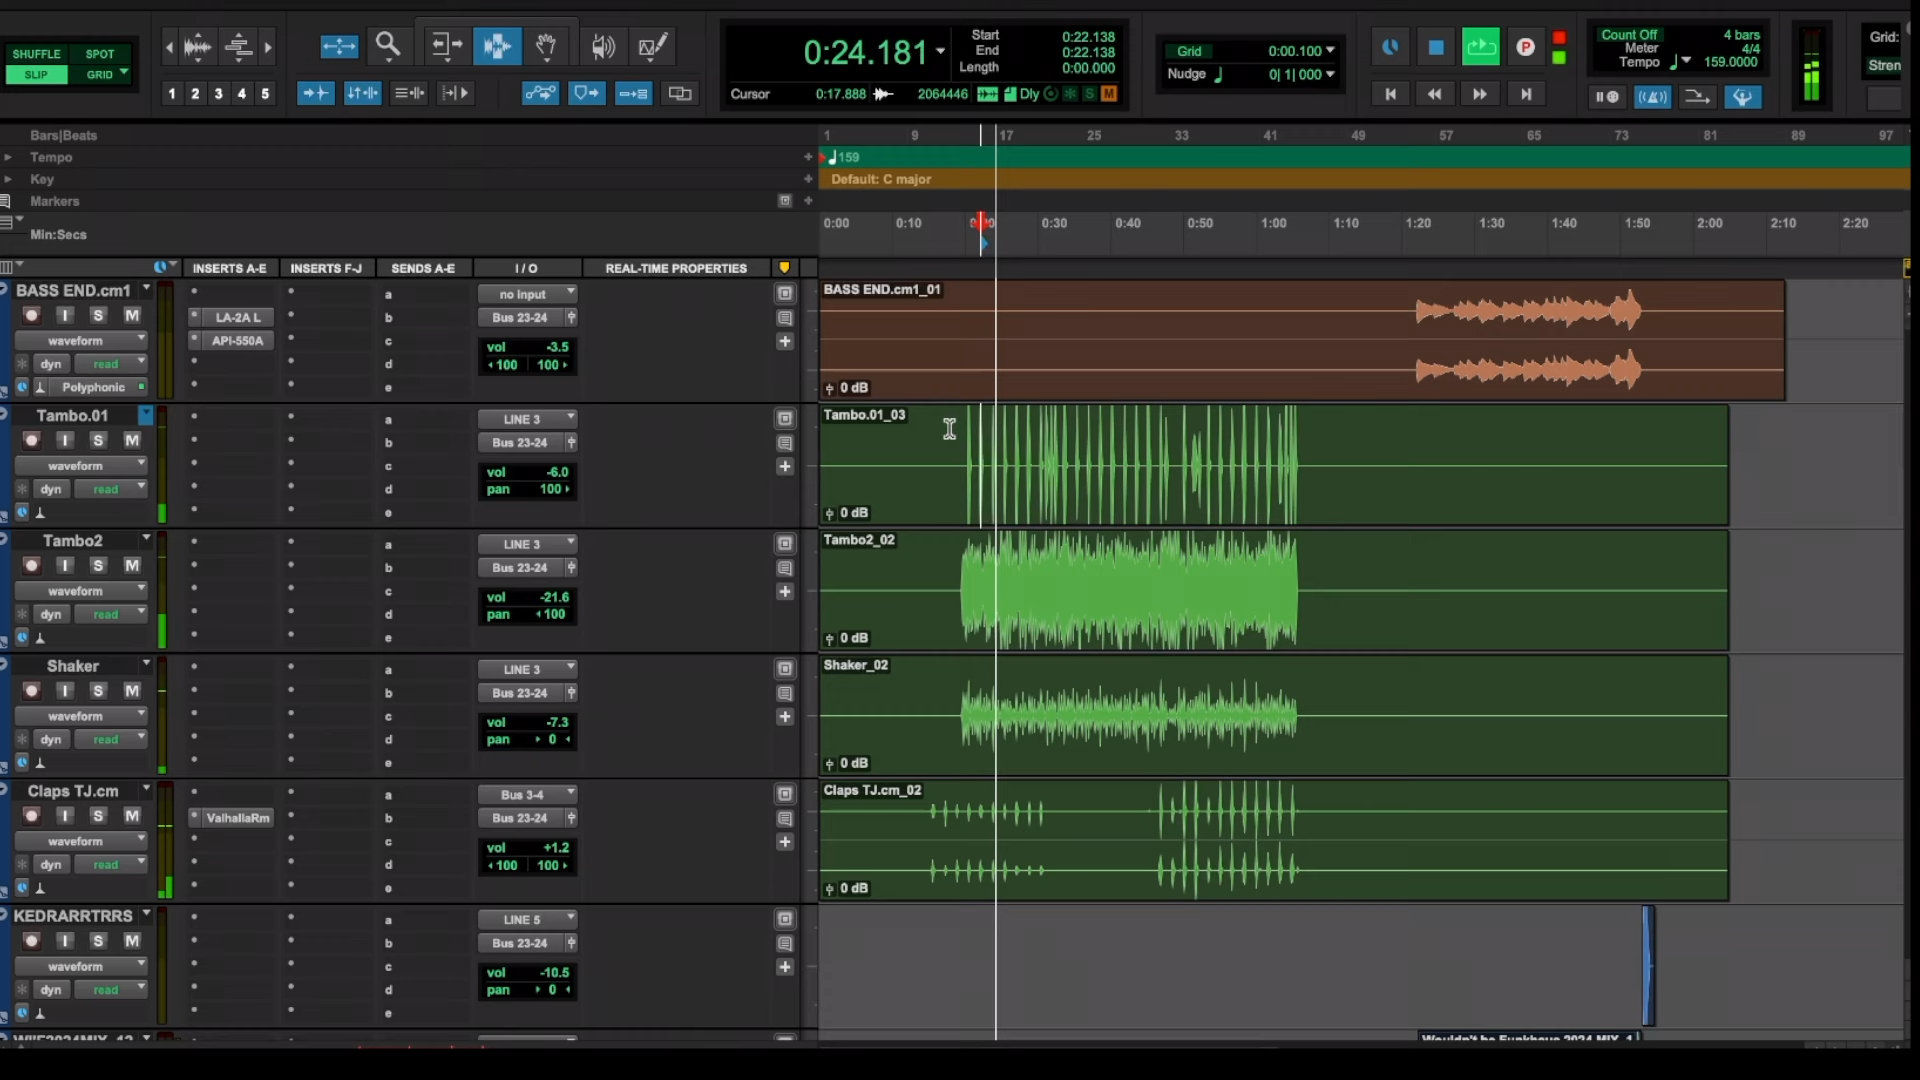 SHUFFLE SPOT
SLIP GRID
1 2 3 4 5
0:24.181
Start 0:22.138
End 0:22.138
Length 0:00.000
Cursor 0:17.888 2064446 Dly S M
Grid 0:00.100
Nudge 0| 1| 000
P
Count Off 4 bars
Meter 4/4
Tempo 159.0000
Grid:
Stren
Bars|Beats 1 9 17 25 33 41 49 57 65 73 81 89 97
Tempo 159
Key Default: C major
Markers
Min:Secs 0:00 0:10 0:30 0:40 0:50 1:00 1:10 1:20 1:30 1:40 1:50 2:00 2:10 2:20
INSERTS A-E INSERTS F-J SENDS A-E I / O REAL-TIME PROPERTIES
BASS END.cm1 a no input BASS END.cm1_01
I S M LA-2A L b Bus 23-24
waveform API-550A c vol -3.5
dyn read d 100 100
Polyphonic e 0 dB
Tambo.01 a LINE 3 Tambo.01_03
I S M b Bus 23-24
waveform c vol -6.0
dyn read d pan 100
e 0 dB
Tambo2 a LINE 3 Tambo2_02
I S M b Bus 23-24
waveform c vol -21.6
dyn read d pan 100
e 0 dB
Shaker a LINE 3 Shaker_02
I S M b Bus 23-24
waveform c vol -7.3
dyn read d pan 0
e 0 dB
Claps TJ.cm a Bus 3-4 Claps TJ.cm_02
I S M ValhallaRm b Bus 23-24
waveform c vol +1.2
dyn read d 100 100
e 0 dB
KEDRARRTRRS a LINE 5
I S M b Bus 23-24
waveform c vol -10.5
dyn read d pan 0
e